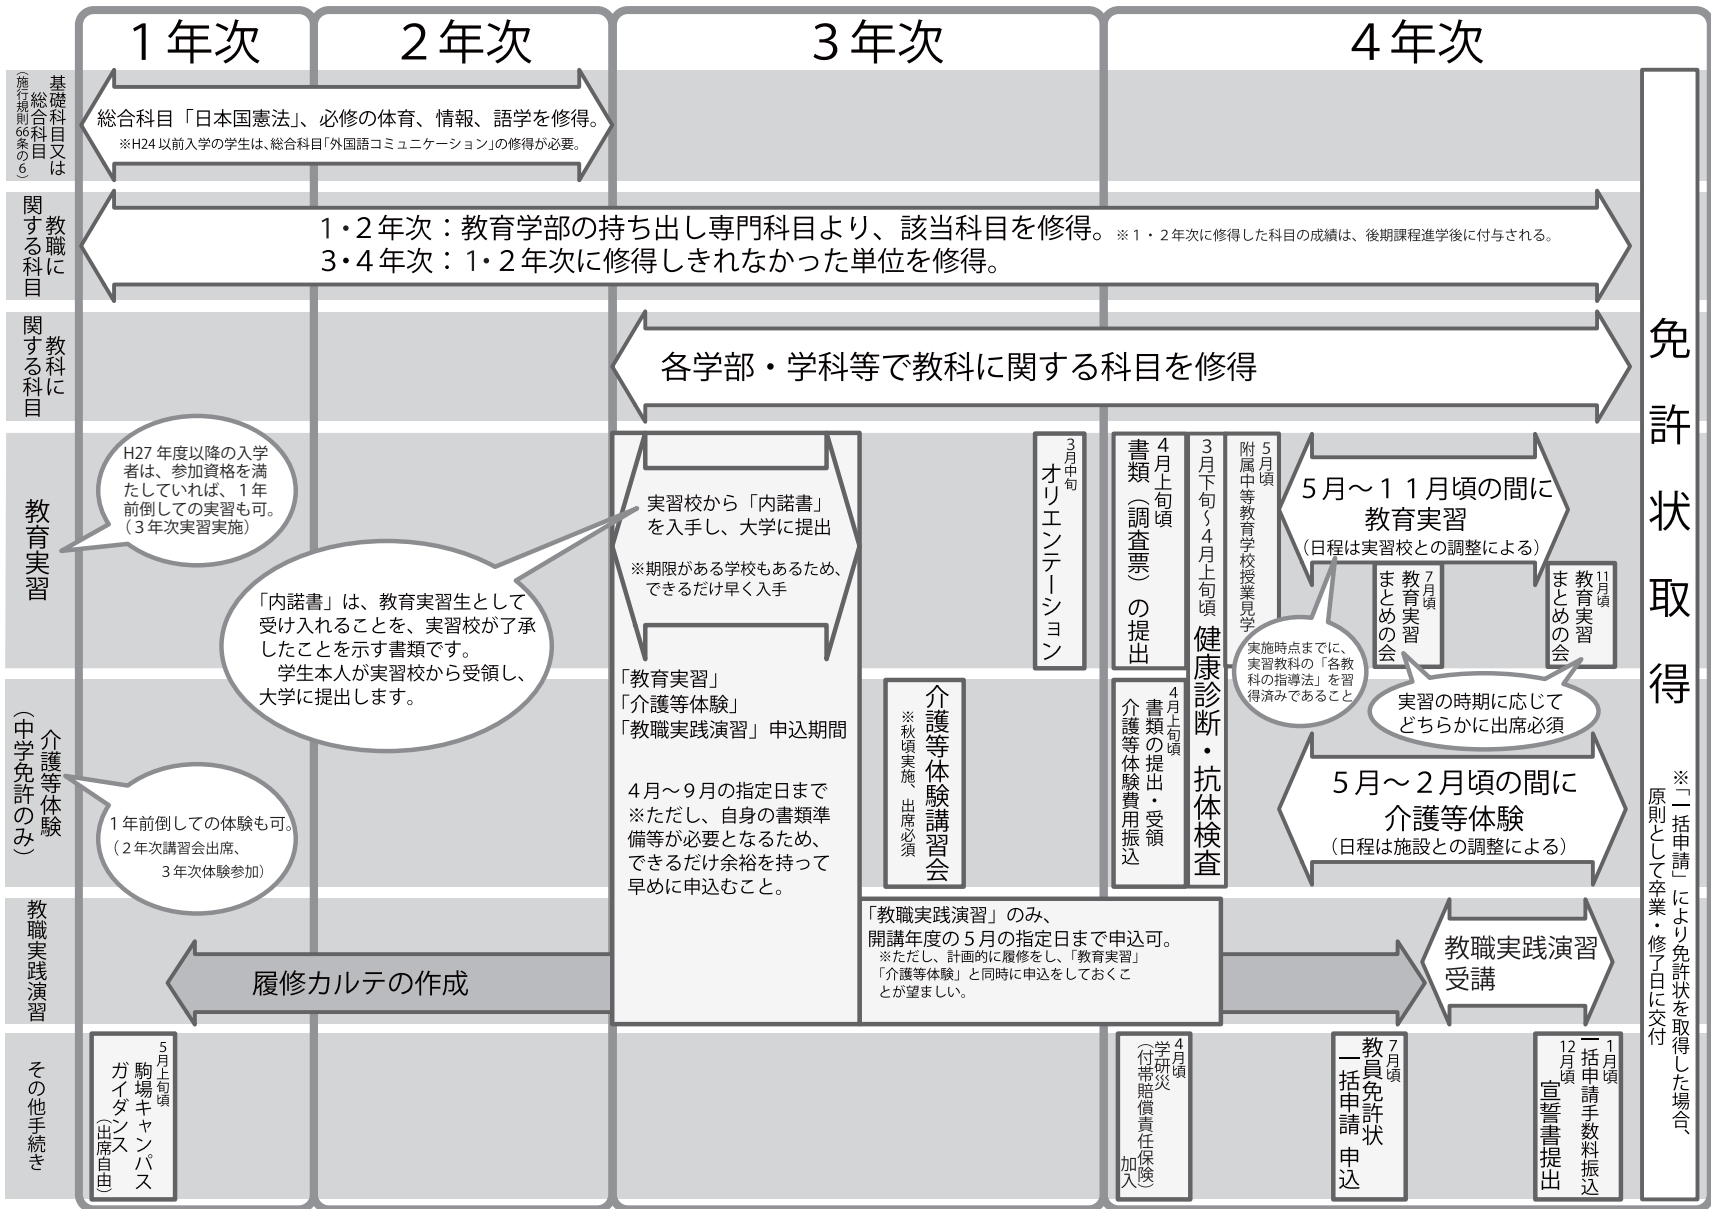 １年次
２年次
３年次
４年次
基礎科目又は
総合科目
（施行規則66条の６）
総合科目「日本国憲法」、必修の体育、情報、語学を修得。
※H24 以前入学の学生は、総合科目「外国語コミュニケーション」の修得が必要。
教職に
関する科目
１・２年次：教育学部の持ち出し専門科目より、該当科目を修得。※１・２年次に修得した科目の成績は、後期課程進学後に付与される。
３・４年次：１・２年次に修得しきれなかった単位を修得。
教科に
関する科目
各学部・学科等で教科に関する科目を修得
教育実習
H27 年度以降の入学
者は、参加資格を満
たしていれば、１年
前倒しての実習も可。
（３年次実習実施）
「内諾書」は、教育実習生として
受け入れることを、実習校が了承
したことを示す書類です。
　学生本人が実習校から受領し、
大学に提出します。
実習校から「内諾書」
を入手し、大学に提出
※期限がある学校もあるため、
できるだけ早く入手
「教育実習」
「介護等体験」
「教職実践演習」申込期間
４月～９月の指定日まで
※ただし、自身の書類準
備等が必要となるため、
できるだけ余裕を持って
早めに申込むこと。
３月中旬
オリエンテーション
４月上旬頃
書類（調査票）の提出
３月下旬～４月上旬頃
健康診断・抗体検査
５月頃
附属中等教育学校授業見学
５月～１１月頃の間に
教育実習
（日程は実習校との調整による）
実施時点までに、
実習教科の「各教
科の指導法」を習
得済みであること
７月頃
教育実習
まとめの会
11月頃
教育実習
まとめの会
実習の時期に応じて
どちらかに出席必須
介護等体験
（中学免許のみ）
１年前倒しての体験も可。
（２年次講習会出席、
３年次体験参加）
介護等体験講習会
※秋頃実施、出席必須
４月上旬頃
書類の提出・受領
介護等体験費用振込
５月～２月頃の間に
介護等体験
（日程は施設との調整による）
教職実践演習
履修カルテの作成
「教職実践演習」のみ、
開講年度の５月の指定日まで申込可。
※ただし、計画的に履修をし、「教育実習」
「介護等体験」と同時に申込をしておくこ
とが望ましい。
教職実践演習
受講
その他手続き
５月上旬頃
駒場キャンパス
ガイダンス
（出席自由）
４月頃
学研災
（付帯賠償責任保険）
加入
７月頃
教員免許状
一括申請 申込
１月頃
一括申請手数料振込
12月頃
宣誓書提出
免許状取得
※「一括申請」により免許状を取得した場合、
原則として卒業・修了日に交付